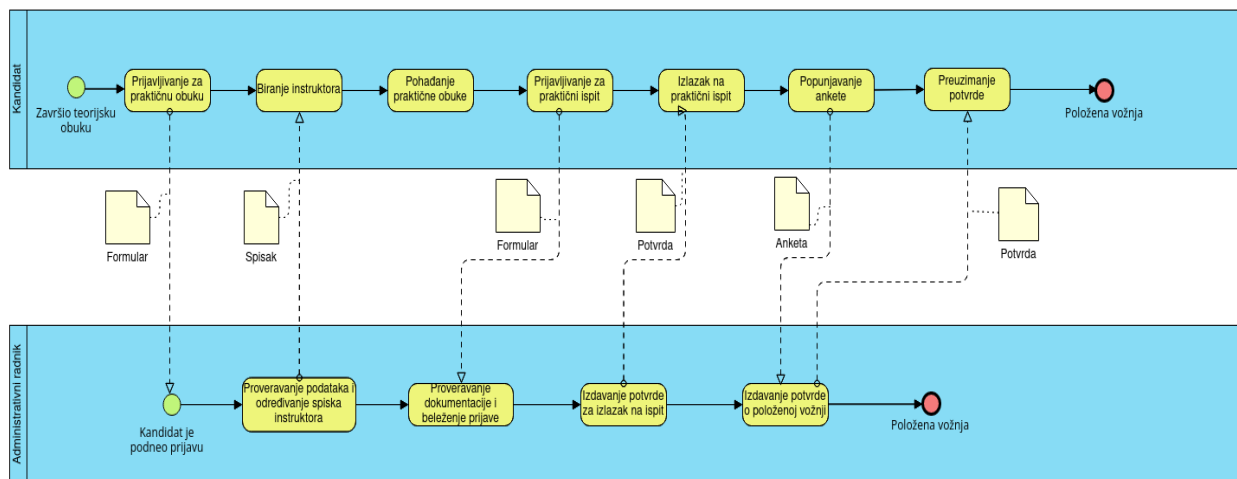 Kandidat
Završio teorijsku
obuku
Prijavljivanje za
praktičnu obuku
Biranje instruktora
Pohađanje
praktične obuke
Prijavljivanje za
praktični ispit
Izlazak na
praktični ispit
Popunjavanje
ankete
Preuzimanje
potvrde
Položena vožnja
Formular
Spisak
Formular
Potvrda
Anketa
Potvrda
Administrativni radnik
Kandidat je
podneo prijavu
Proveravanje podataka i
određivanje spiska
instruktora
Proveravanje
dokumentacije i
beleženje prijave
Izdavanje potvrde
za izlazak na ispit
Izdavanje potvrde
o položenoj vožnji
Položena vožnja